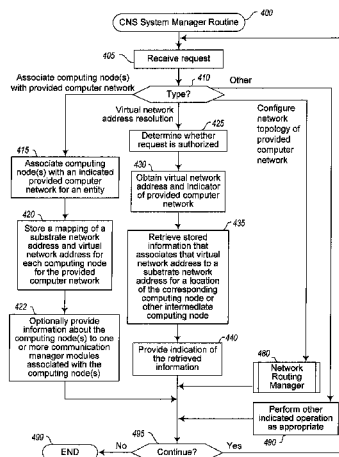 CNS System Manager Routine
400
405
Receive request
Associate computing node(s)
with provided computer network
410
Type?
Other
Virtual network
address resolution
425
Configure
network
topology of
provided
computer
network
Determine whether
request is authorized
415
Associate computing
node(s) with an indicated
provided computer
network for an entity
430
Obtain virtual network
address and indicator
of provided computer
network
420
Store a mapping of a
substrate network
address and virtual
network address for
each computing node
for the provided
computer network
435
Retrieve stored
information that
associates that virtual
network address to a
substrate network
address for a location
of the corresponding
computing node or
other intermediate
computing node
422
Optionally provide
information about the
computing node(s) to one
or more communication
manager modules
associated with the
computing node(s)
440
Provide indication of
the retrieved
information
480
Network
Routing
Manager
Perform other
indicated operation
as appropriate
490
499
END
No
495
Continue?
Yes